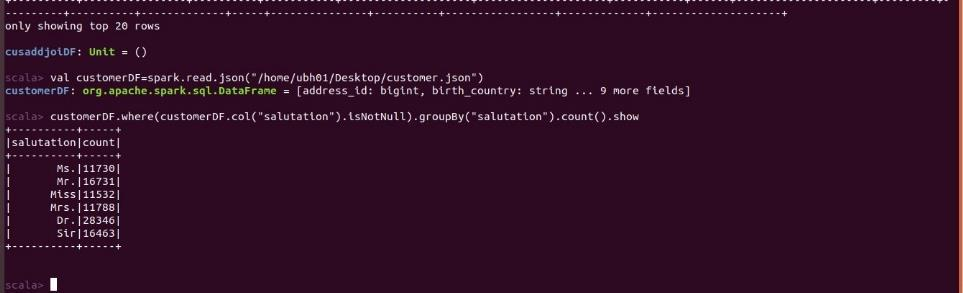 --------+---------+-------------+-----+----------------+-----------+----------------+-------------+-------------------+
only showing top 20 rows
cusaddjoiDF: Unit = ()
scala> val customerDF=spark.read.json("/home/ubh01/Desktop/customer.json")
customerDF: org.apache.spark.sql.DataFrame = [address_id: bigint, birth_country: string ... 9 more fields]
scala> customerDF.where(customerDF.col("salutation").isNotNull).groupBy("salutation").count().show
+----------+-----+
|salutation|count|
+----------+-----+
|       Ms.|11730|
|       Mr.|16731|
|      Miss|11532|
|      Mrs.|11788|
|       Dr.|28346|
|       Sir|16463|
+----------+-----+
scala>